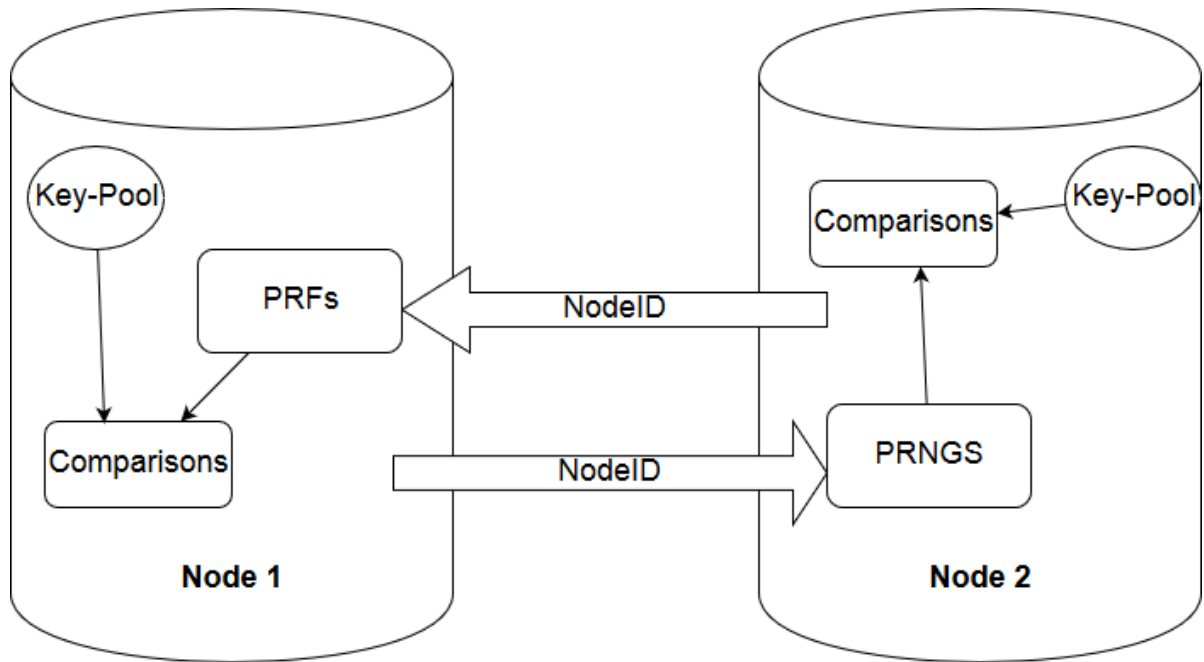 Key-Pool
PRFs
Comparisons
Node 1
NodeID
NodeID
Key-Pool
Comparisons
PRNGS
Node 2